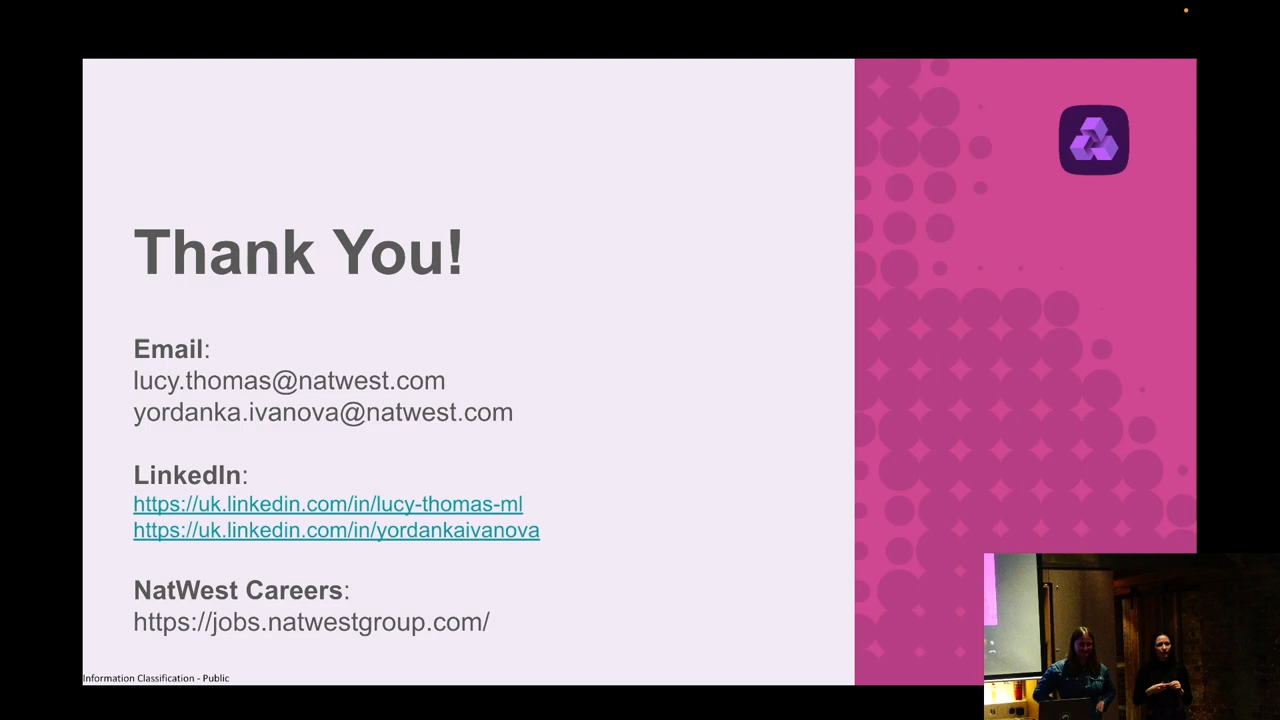 Thank You!
Email:
lucy.thomas@natwest.com
yordanka.ivanova@natwest.com
LinkedIn:
https://uk.linkedin.com/in/lucy-thomas-ml
https://uk.linkedin.com/in/yordankaivanova
NatWest Careers:
https://jobs.natwestgroup.com/
Information Classification - Public